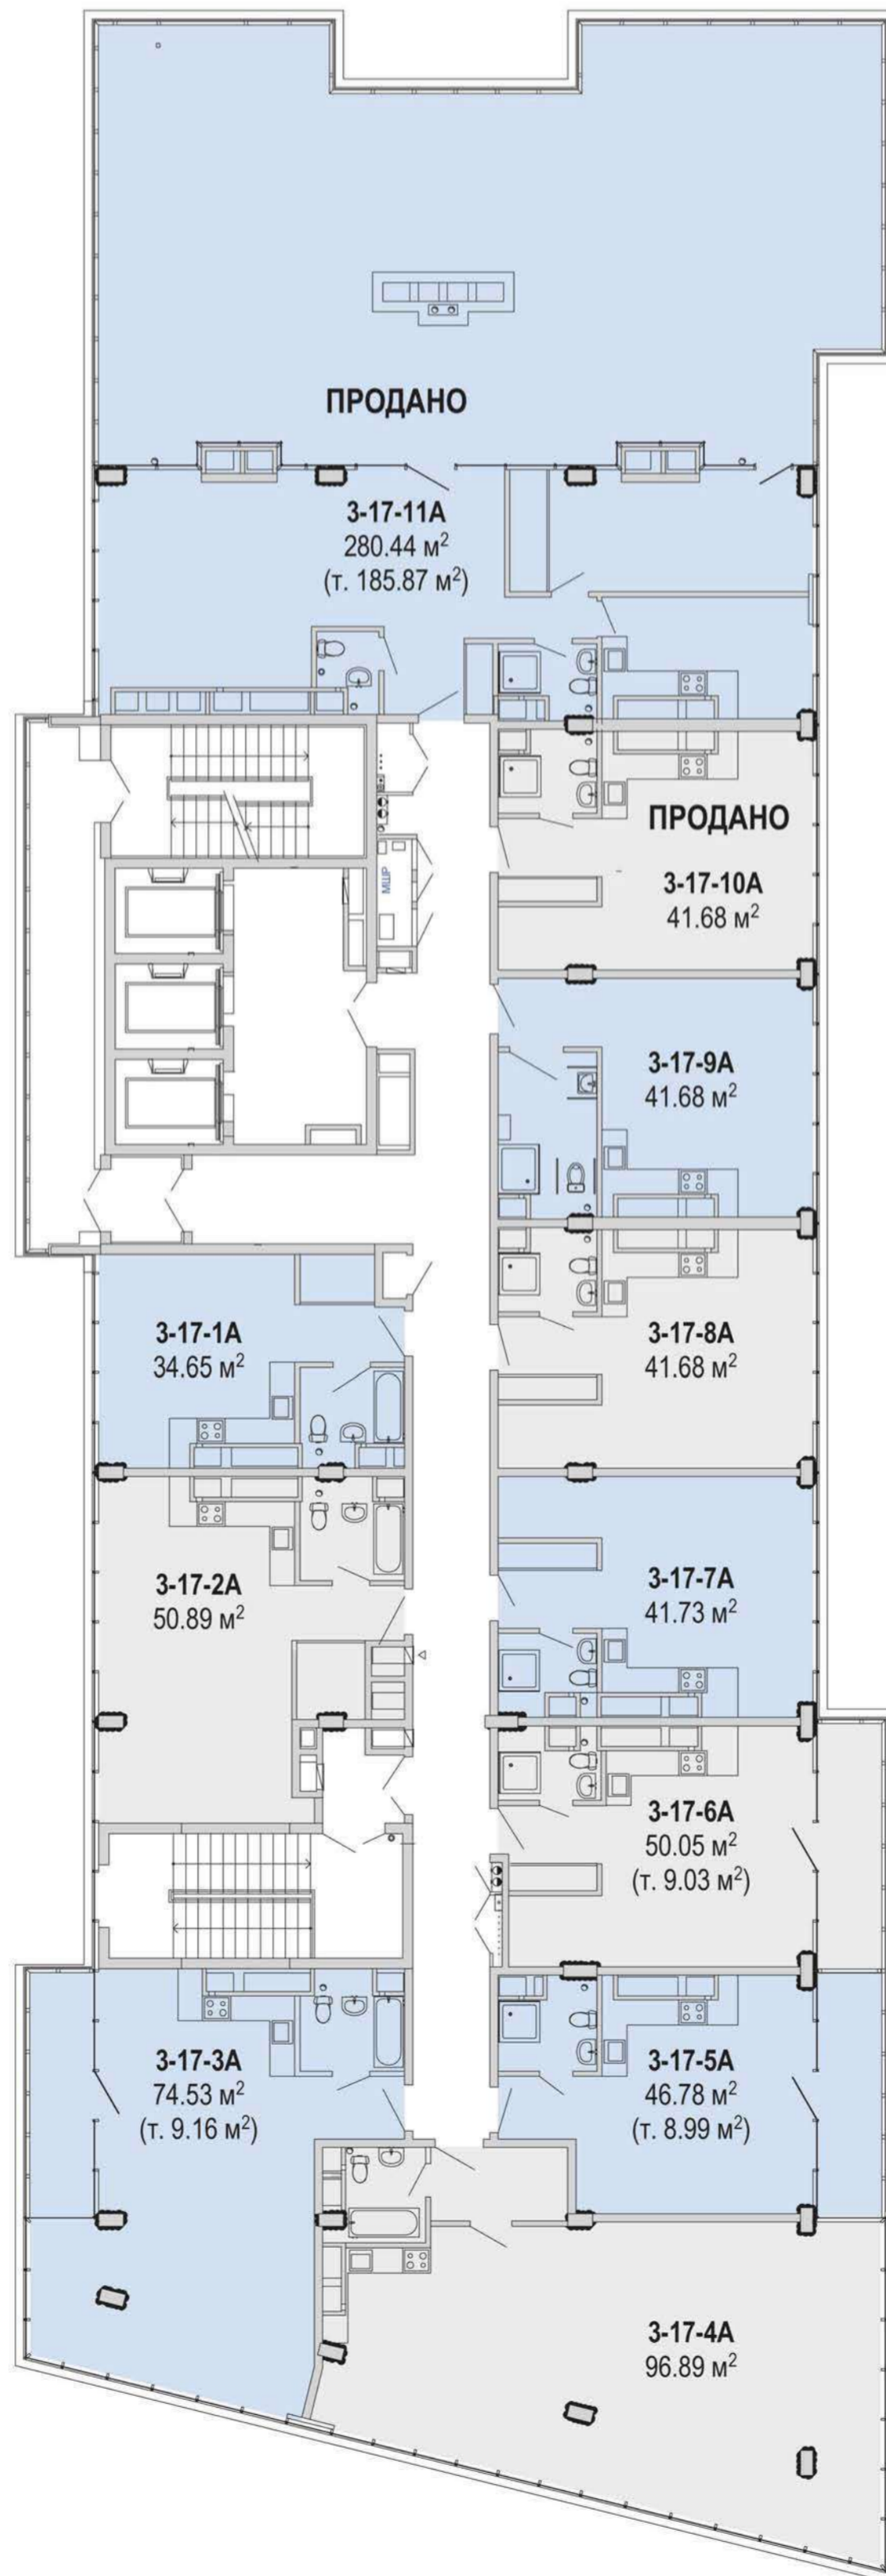 ПРОДАНО
3-17-11А
280.44 м²
(т. 185.87 м²)
МШР
ПРОДАНО
3-17-10А
41.68 м²
3-17-9А
41.68 м²
3-17-1А
34.65 м²
3-17-8А
41.68 м²
3-17-2А
50.89 м²
3-17-7А
41.73 м²
3-17-6А
50.05 м²
(т. 9.03 м²)
3-17-3А
74.53 м²
(т. 9.16 м²)
3-17-5А
46.78 м²
(т. 8.99 м²)
3-17-4А
96.89 м²